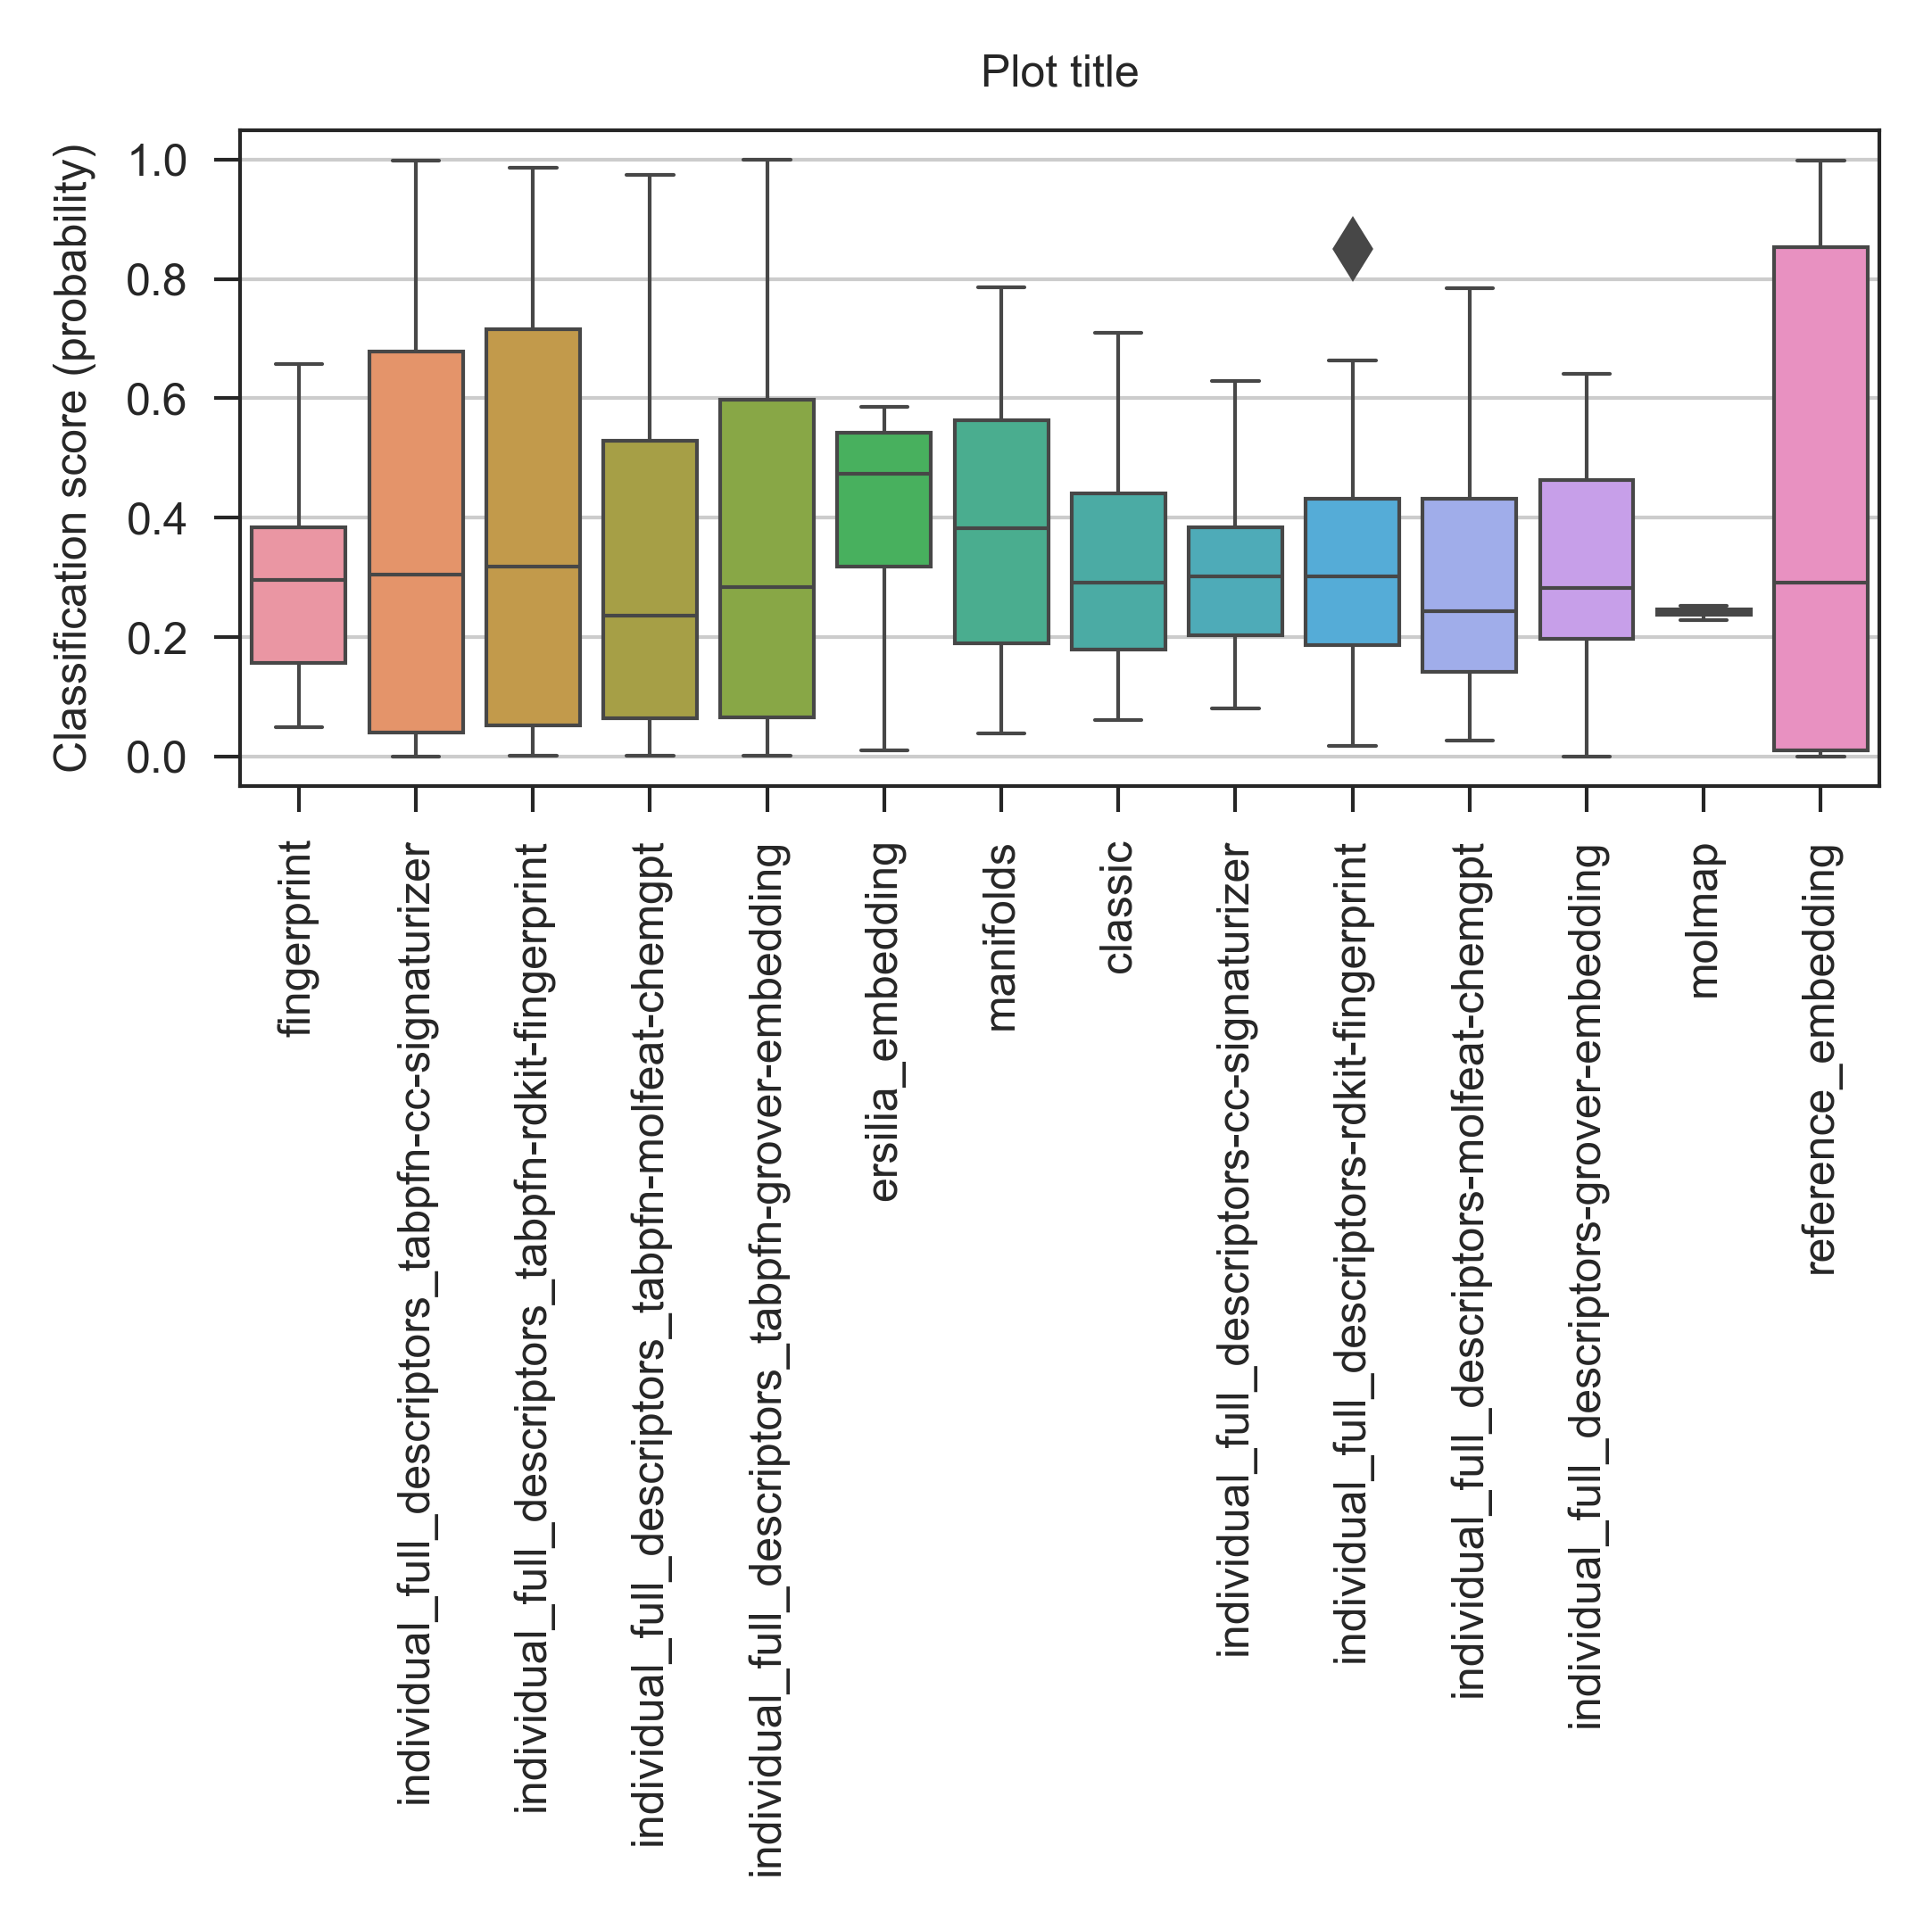 Plot title
Classification score (probability)
1.0
0.8
0.6
0.4
0.2
0.0
fingerprint
individual_full_descriptors_tabpfn-cc-signaturizer
individual_full_descriptors_tabpfn-rdkit-fingerprint
individual_full_descriptors_tabpfn-molfeat-chemgpt
individual_full_descriptors_tabpfn-grover-embedding
ersilia_embedding
manifolds
classic
individual_full_descriptors-cc-signaturizer
individual_full_descriptors-rdkit-fingerprint
individual_full_descriptors-molfeat-chemgpt
individual_full_descriptors-grover-embedding
molmap
reference_embedding